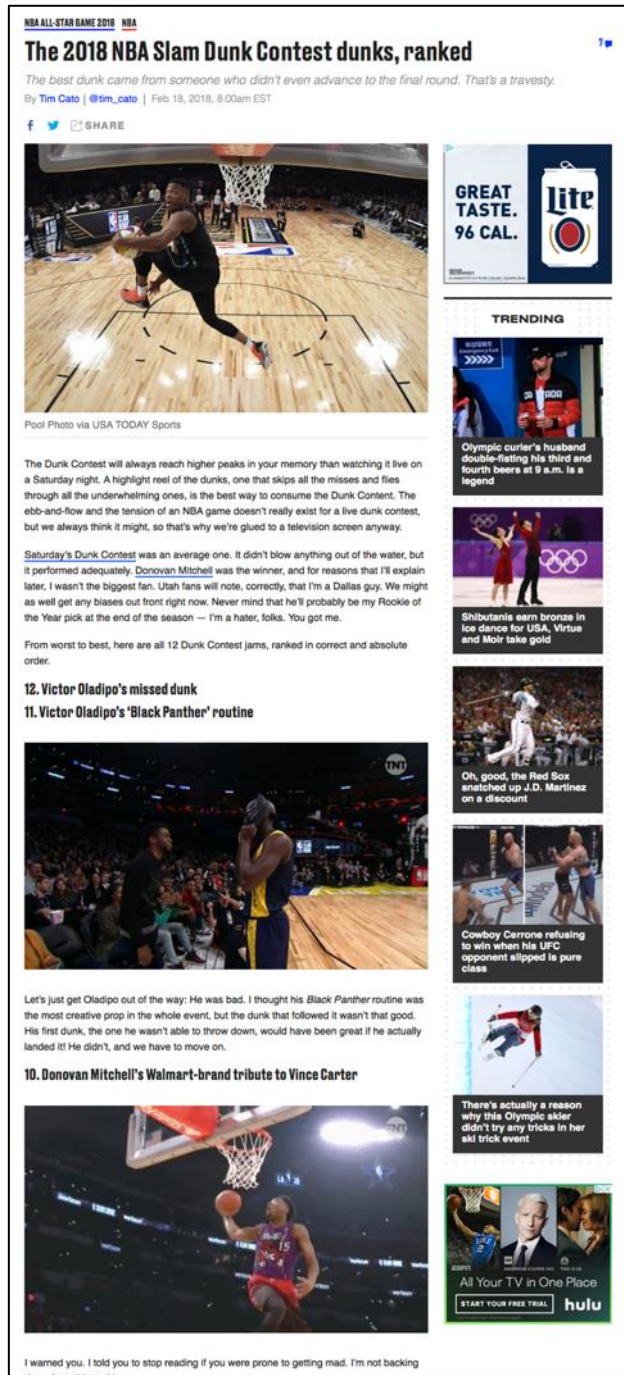 NBA ALL-STAR GAME 2018 NBA
The 2018 NBA Slam Dunk Contest dunks, ranked
7
The best dunk came from someone who didn't even advance to the final round. That's a travesty.
By Tim Cato | @tim_cato | Feb 18, 2018, 8:00am EST
SHARE
Pool Photo via USA TODAY Sports
The Dunk Contest will always reach higher peaks in your memory than watching it live on
a Saturday night. A highlight reel of the dunks, one that skips all the misses and flies
through all the underwhelming ones, is the best way to consume the Dunk Content. The
ebb-and-flow and the tension of an NBA game doesn't really exist for a live dunk contest,
but we always think it might, so that's why we're glued to a television screen anyway.
Saturday's Dunk Contest was an average one. It didn't blow anything out of the water, but
it performed adequately. Donovan Mitchell was the winner, and for reasons that I'll explain
later, I wasn't the biggest fan. Utah fans will note, correctly, that I'm a Dallas guy. We might
as well get any biases out front right now. Never mind that he'll probably be my Rookie of
the Year pick at the end of the season — I'm a hater, folks. You got me.
From worst to best, here are all 12 Dunk Contest jams, ranked in correct and absolute
order.
12. Victor Oladipo's missed dunk
11. Victor Oladipo's 'Black Panther' routine
TNT
Let's just get Oladipo out of the way: He was bad. I thought his Black Panther routine was
the most creative prop in the whole event, but the dunk that followed it wasn't that good.
His first dunk, the one he wasn't able to throw down, would have been great if he actually
landed it! He didn't, and we have to move on.
10. Donovan Mitchell's Walmart-brand tribute to Vince Carter
TNT
verizon
15
I warned you. I told you to stop reading if you were prone to getting mad. I'm not backing
GREAT
TASTE.
96 CAL.
Lite
TRENDING
Emergency Exit
Olympic curler's husband
double-fisting his third and
fourth beers at 9 a.m. is a
legend
Shibutanis earn bronze in
ice dance for USA, Virtue
and Moir take gold
Oh, good, the Red Sox
snatched up J.D. Martinez
on a discount
Cowboy Cerrone refusing
to win when his UFC
opponent slipped is pure
class
There's actually a reason
why this Olympic skier
didn't try any tricks in her
ski trick event
All Your TV in One Place
START YOUR FREE TRIAL hulu